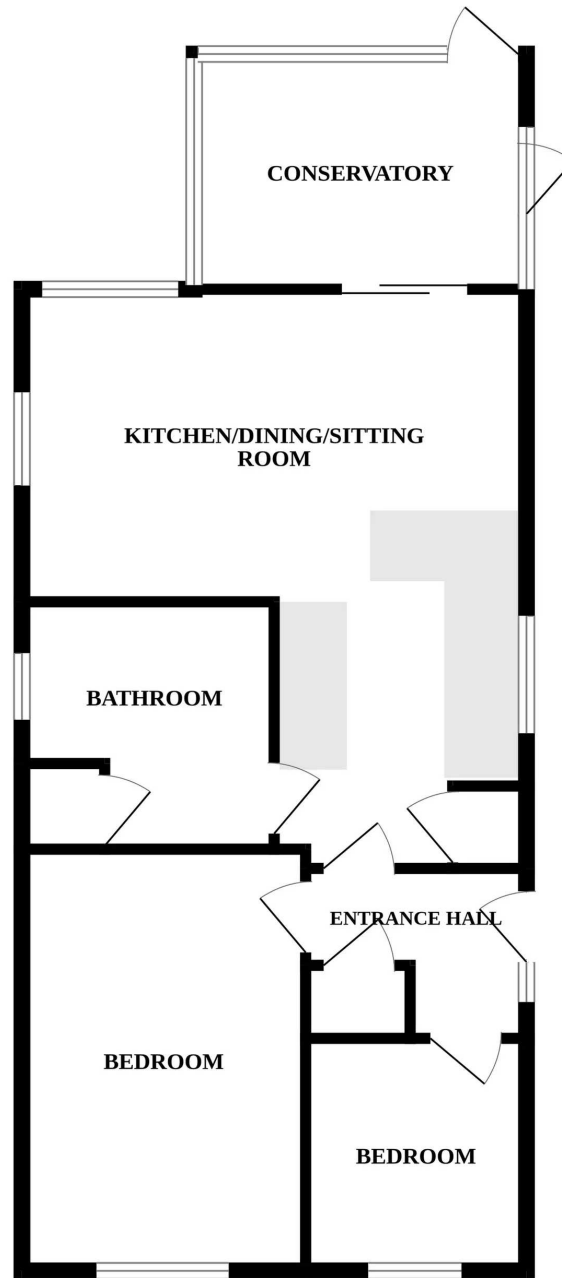 CONSERVATORY
KITCHEN/DINING/SITTING
ROOM
BATHROOM
ENTRANCE HALL
BEDROOM
BEDROOM